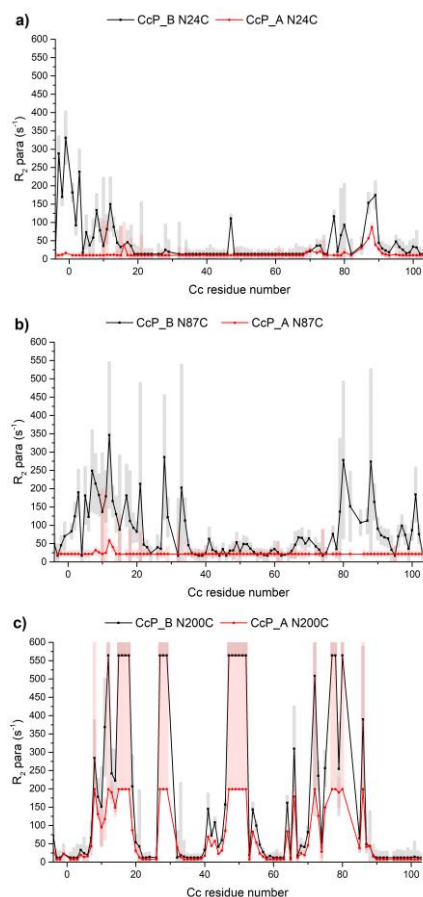 a)
CcP_B N24C CcP_A N24C
R2 para (s-1)
600
550
500
450
400
350
300
250
200
150
100
50
0
0 20 40 60 80 100
Cc residue number
b)
CcP_B N87C CcP_A N87C
R2 para (s-1)
600
550
500
450
400
350
300
250
200
150
100
50
0
0 20 40 60 80 100
Cc residue number
c)
CcP_B N200C CcP_A N200C
R2 para (s-1)
600
550
500
450
400
350
300
250
200
150
100
50
0
0 20 40 60 80 100
Cc residue number